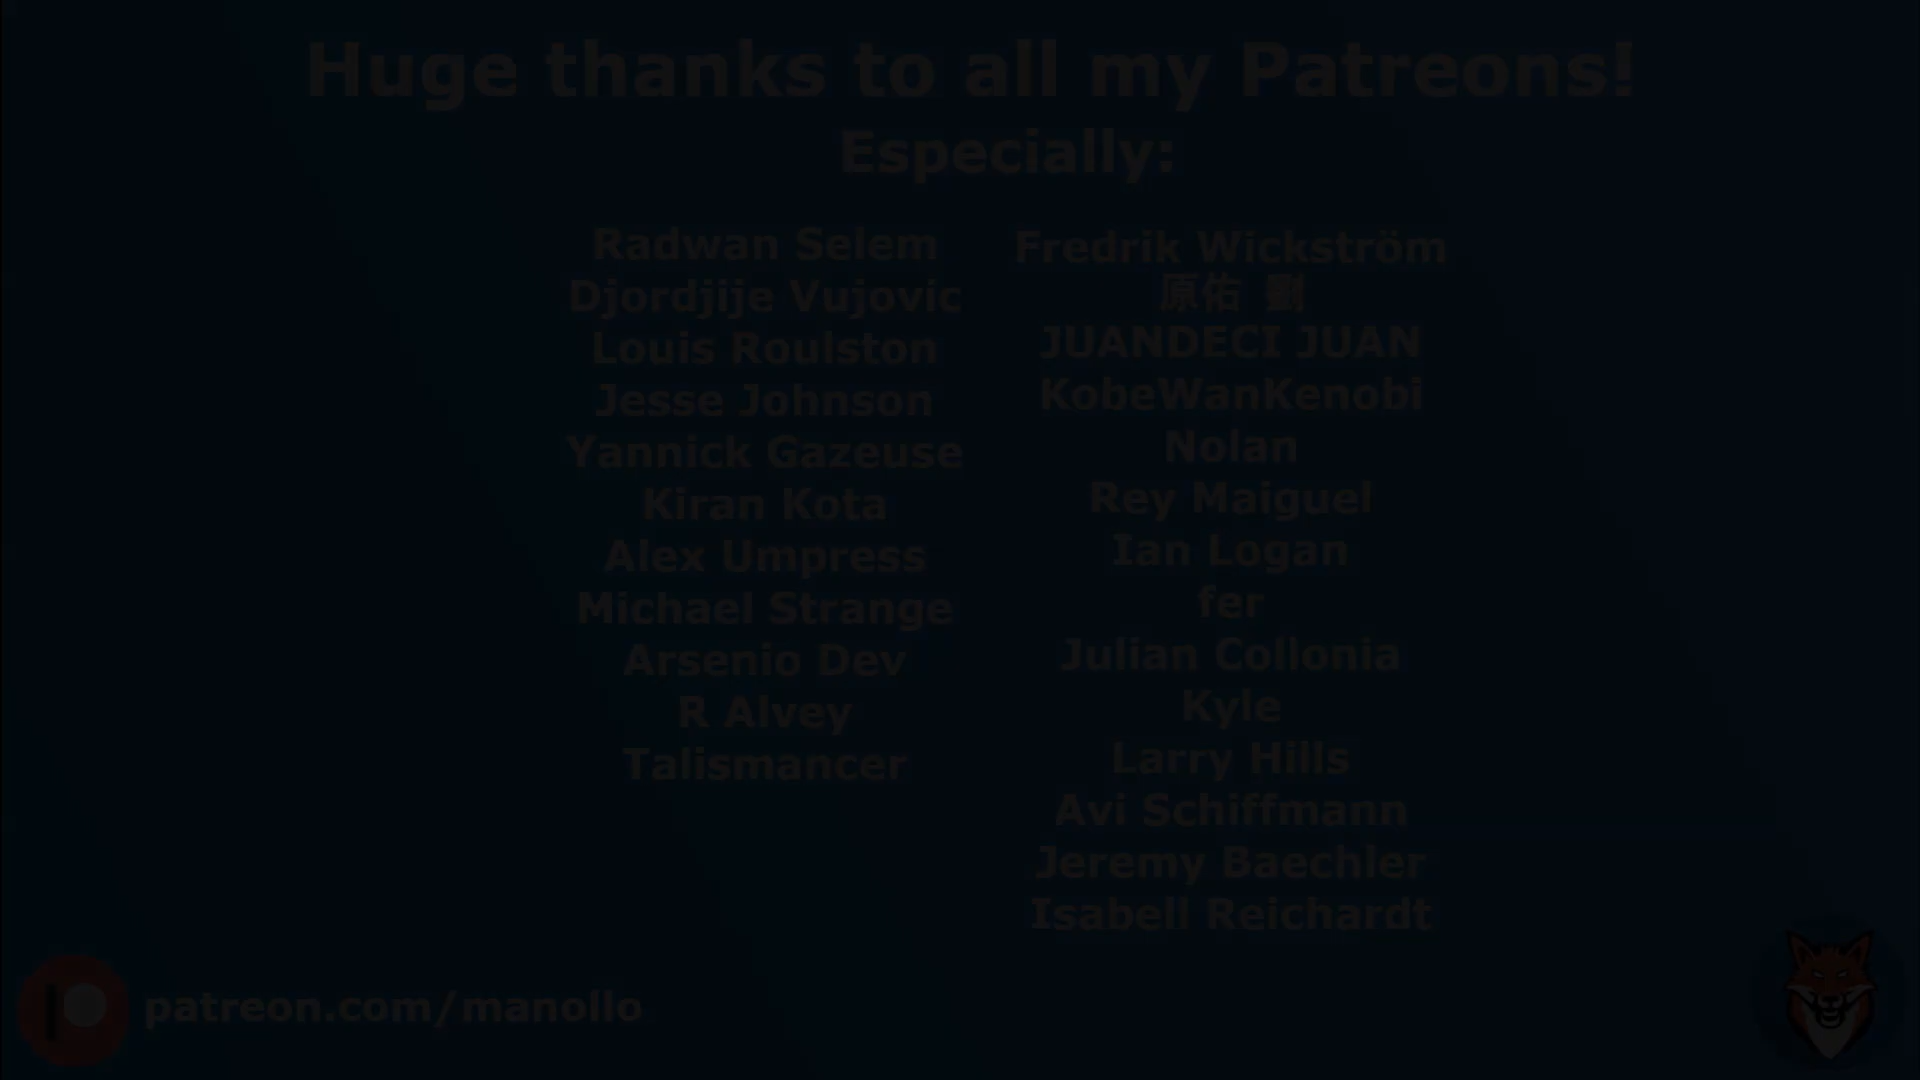 Huge thanks to all my Patreons!
Especially:
Radwan Selem
Djordjije Vujovic
Louis Roulston
Jesse Johnson
Yannick Gazeuse
Kiran Kota
Alex Umpress
Michael Strange
Arsenio Dev
R Alvey
Talismancer
Fredrik Wickström
原佑 劉
JUANDECI JUAN
KobeWanKenobi
Nolan
Rey Maiguel
Ian Logan
fer
Julian Collonia
Kyle
Larry Hills
Avi Schiffmann
Jeremy Baechler
Isabell Reichardt
patreon.com/manollo